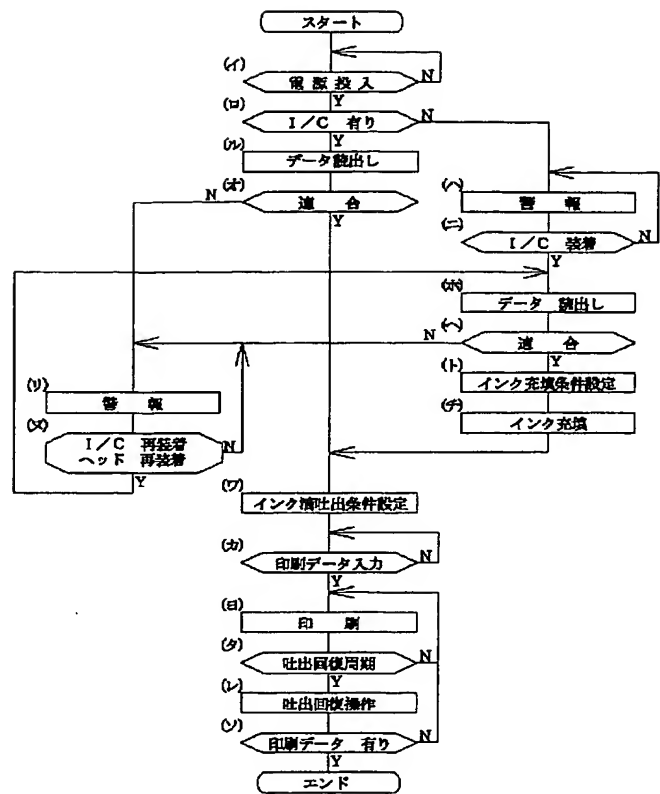 スタート
(イ)
電源投入
N
Y
(ロ)
I/C 有り
N
Y
(ル)
データ読出し
(オ)
適合
N
Y
警報
(ニ)
I/C 装着
N
Y
(ホ)
データ 読出し
(ヘ)
適合
N
Y
(ト)
インク充填条件設定
(チ)
インク充填
(リ)
警報
(ヌ)
I/C 再装着
ヘッド 再装着
N
Y
(ワ)
インク滴吐出条件設定
(カ)
印刷データ入力
N
Y
(ヨ)
印刷
(タ)
吐出回復周期
N
Y
(レ)
吐出回復操作
(ソ)
印刷データ 有り
N
Y
エンド